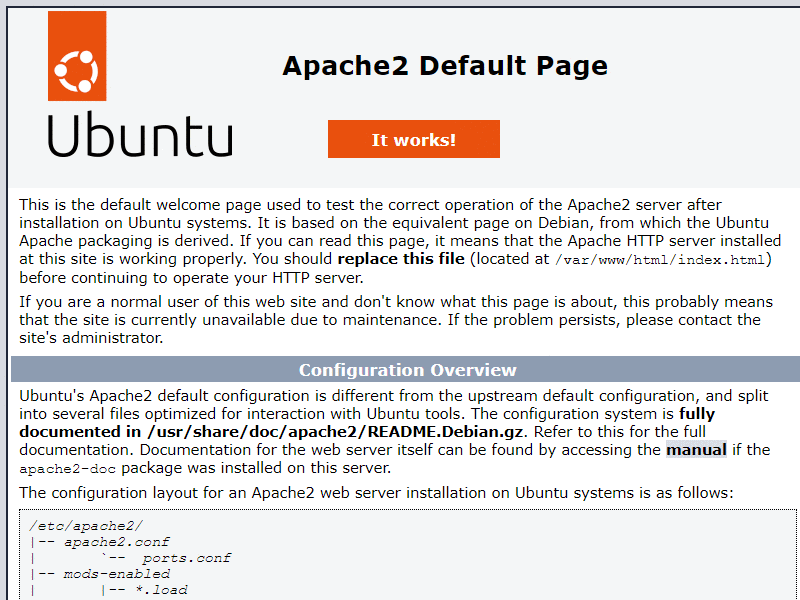 Ubuntu
Apache2 Default Page
It works!
This is the default welcome page used to test the correct operation of the Apache2 server after
installation on Ubuntu systems. It is based on the equivalent page on Debian, from which the Ubuntu
Apache packaging is derived. If you can read this page, it means that the Apache HTTP server installed
at this site is working properly. You should replace this file (located at /var/www/html/index.html)
before continuing to operate your HTTP server.
If you are a normal user of this web site and don't know what this page is about, this probably means
that the site is currently unavailable due to maintenance. If the problem persists, please contact the
site's administrator.
Configuration Overview
Ubuntu's Apache2 default configuration is different from the upstream default configuration, and split
into several files optimized for interaction with Ubuntu tools. The configuration system is fully
documented in /usr/share/doc/apache2/README.Debian.gz. Refer to this for the full
documentation. Documentation for the web server itself can be found by accessing the manual if the
apache2-doc package was installed on this server.
The configuration layout for an Apache2 web server installation on Ubuntu systems is as follows:
/etc/apache2/
|-- apache2.conf
|       `--  ports.conf
|-- mods-enabled
|       |-- *.load